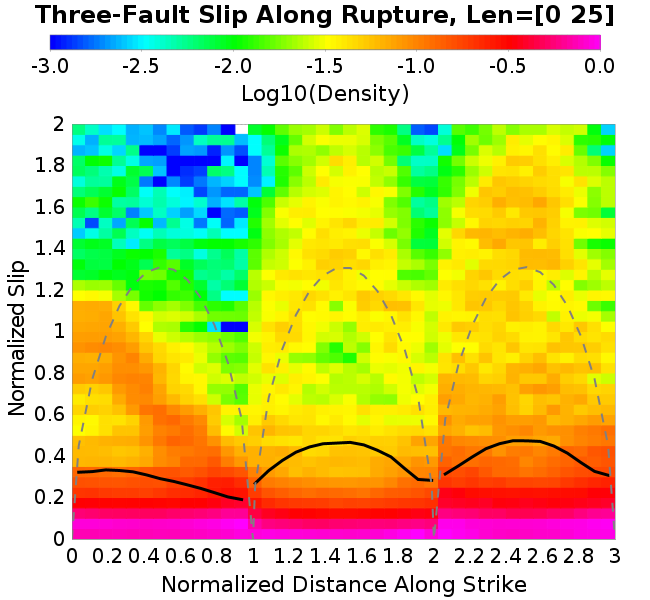 Three-Fault Slip Along Rupture, Len=[0 25]
-3.0 -2.5 -2.0 -1.5 -1.0 -0.5 0.0
Log10(Density)
2
1.8
1.6
1.4
1.2
1
0.8
0.6
0.4
0.2
0
Normalized Slip
0 0.2 0.4 0.6 0.8 1 1.2 1.4 1.6 1.8 2 2.2 2.4 2.6 2.8 3
Normalized Distance Along Strike